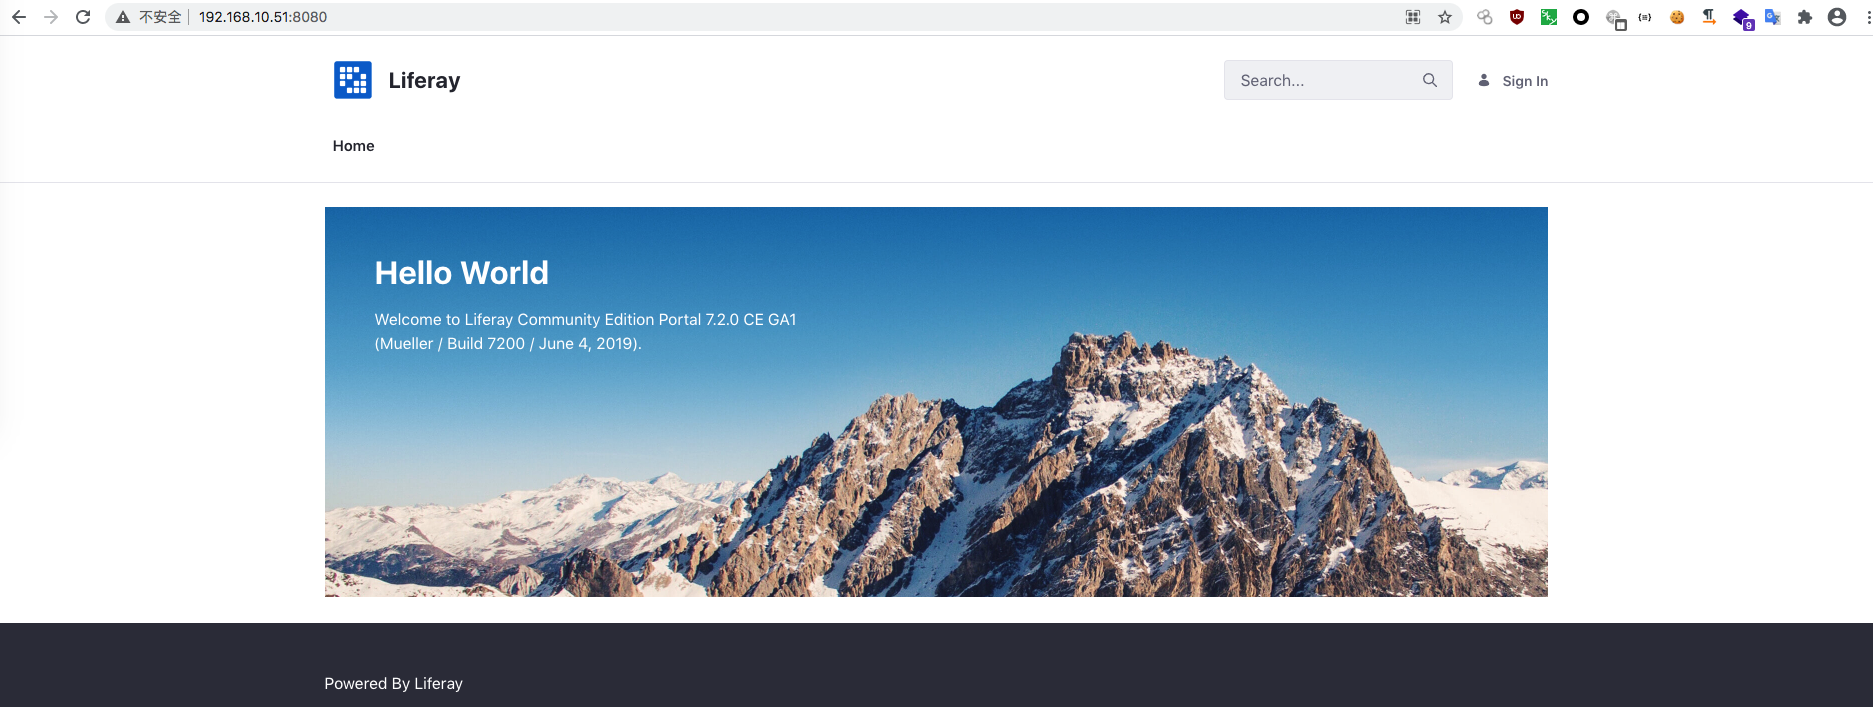 不安全 192.168.10.51:8080
Liferay
Search...
Sign In
Home
Hello World
Welcome to Liferay Community Edition Portal 7.2.0 CE GA1
(Mueller / Build 7200 / June 4, 2019).
Powered By Liferay